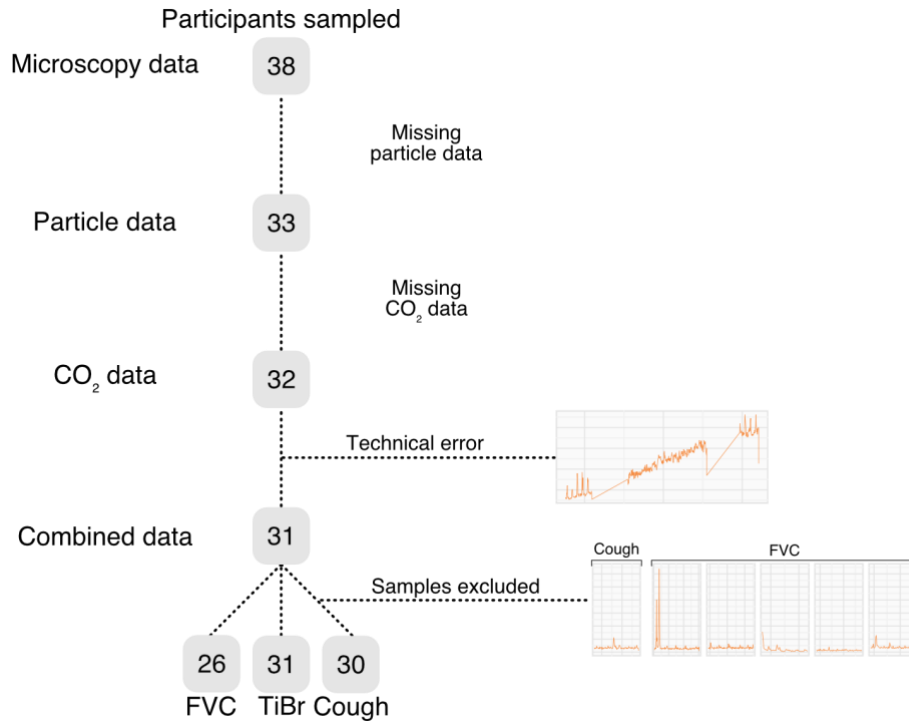 Participants sampled
Microscopy data
38
Missing
particle data
Particle data
33
Missing
CO₂ data
CO₂ data
32
Technical error
Combined data
31
Cough
FVC
Samples excluded
26
31
30
FVC
TiBr
Cough